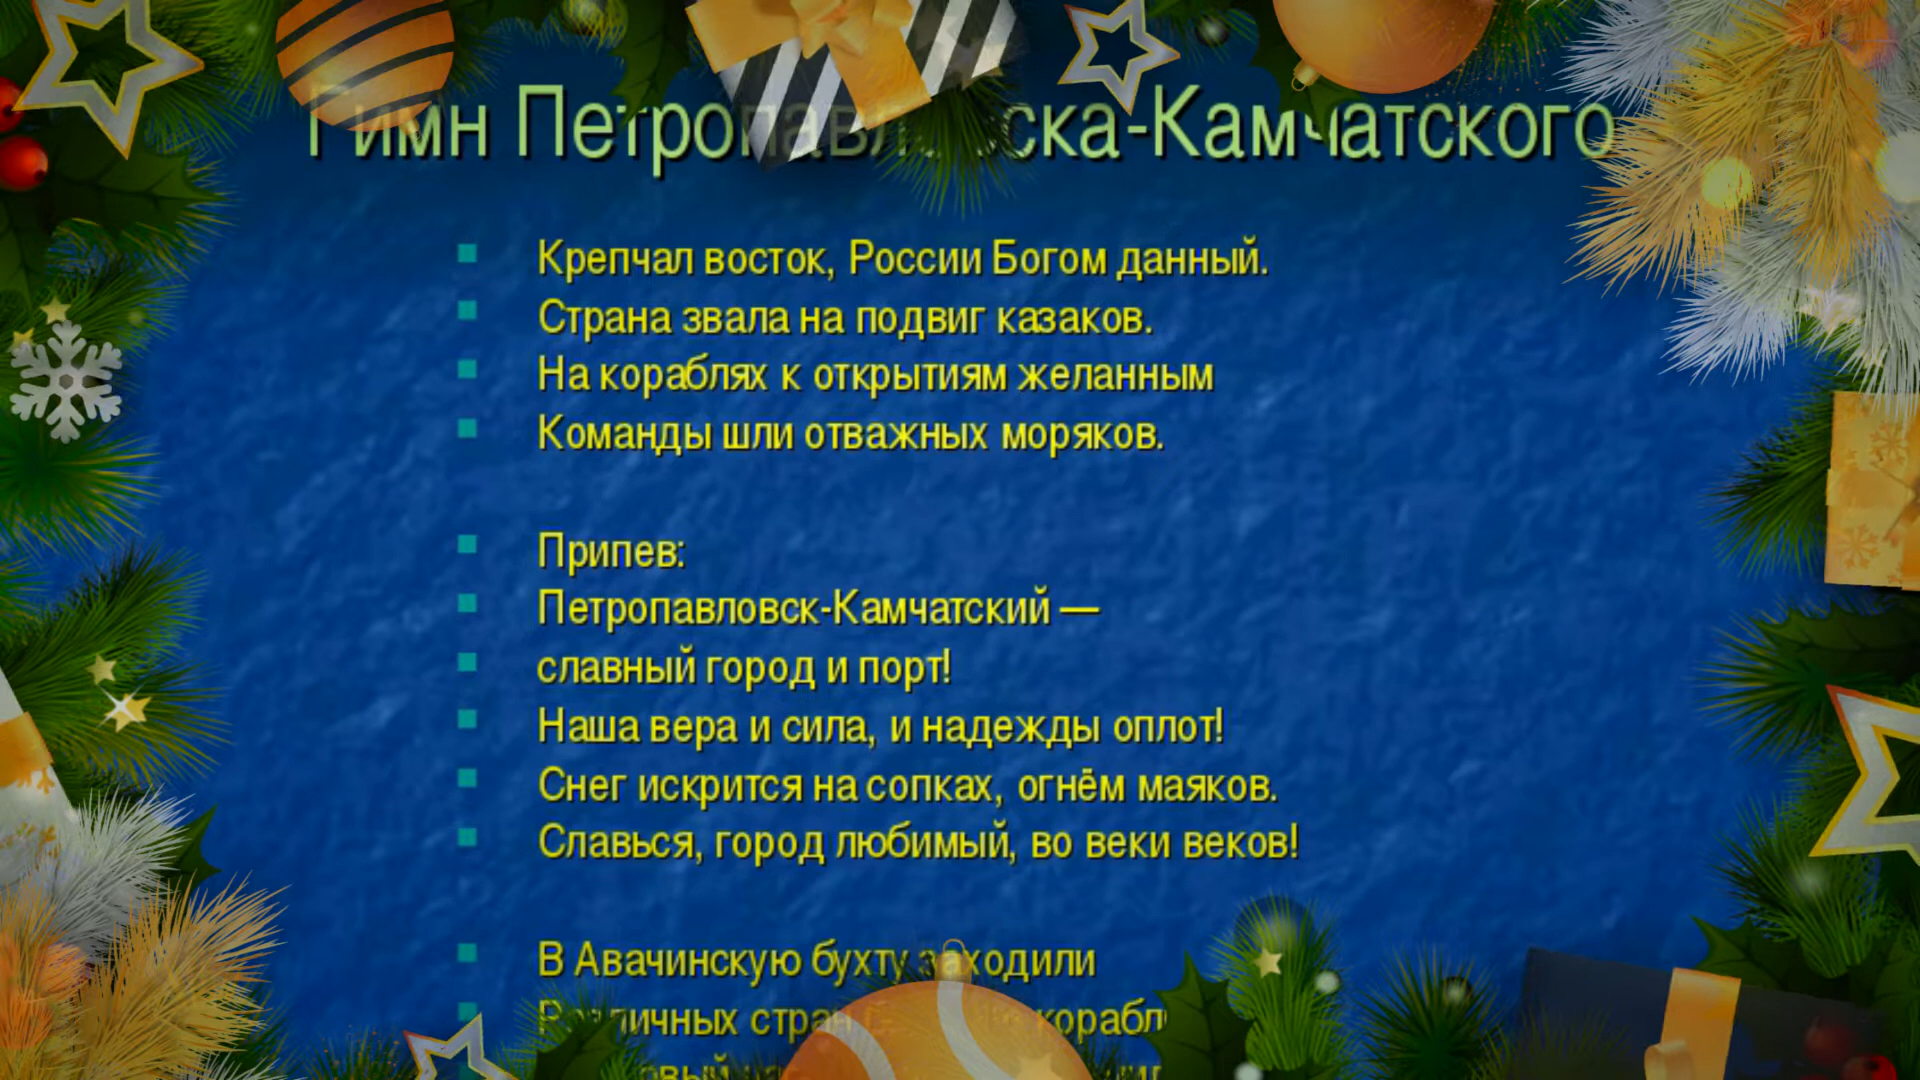 Гимн Петропавловска-Камчатского
Крепчал восток, России Богом данный.
Страна звала на подвиг казаков.
На кораблях к открытиям желанным
Команды шли отважных моряков.
Припев:
Петропавловск-Камчатский —
славный город и порт!
Наша вера и сила, и надежды оплот!
Снег искрится на сопках, огнём маяков.
Славься, город любимый, во веки веков!
В Авачинскую бухту заходили
Различных стран